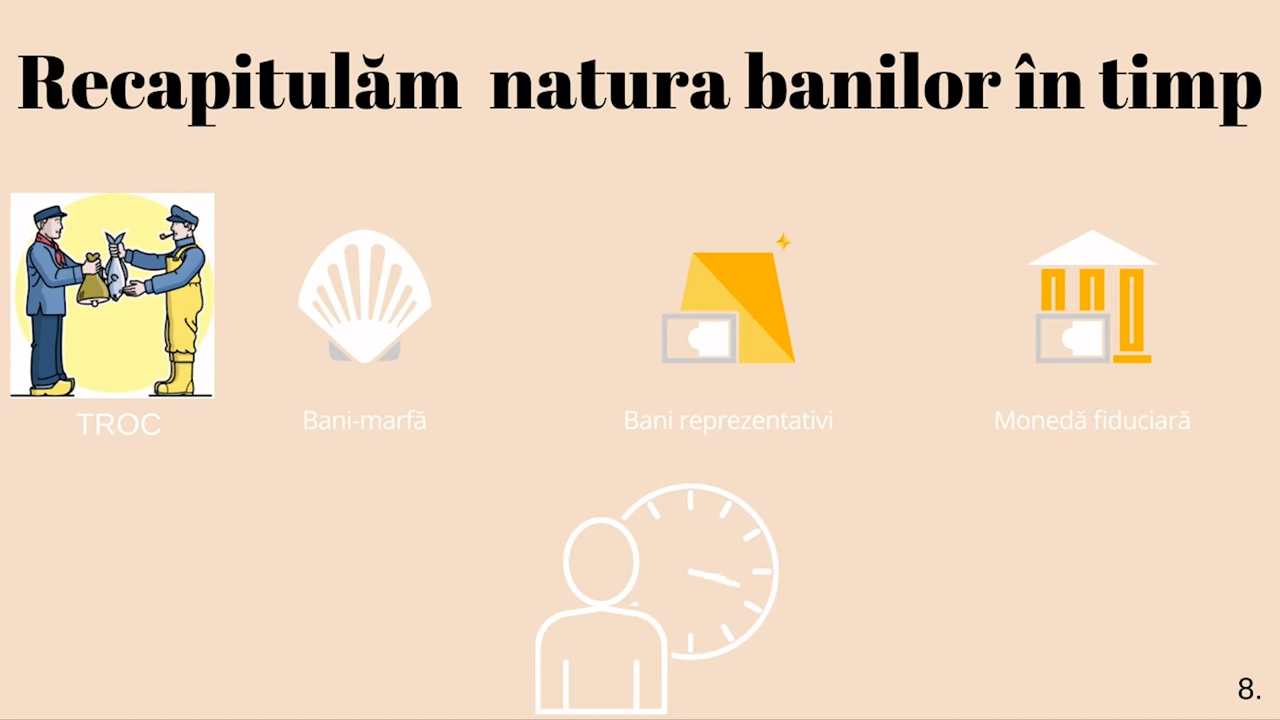 Recapitulăm natura banilor în timp
TROC
Bani-marfă
Bani reprezentativi
Monedă fiduciară
8.